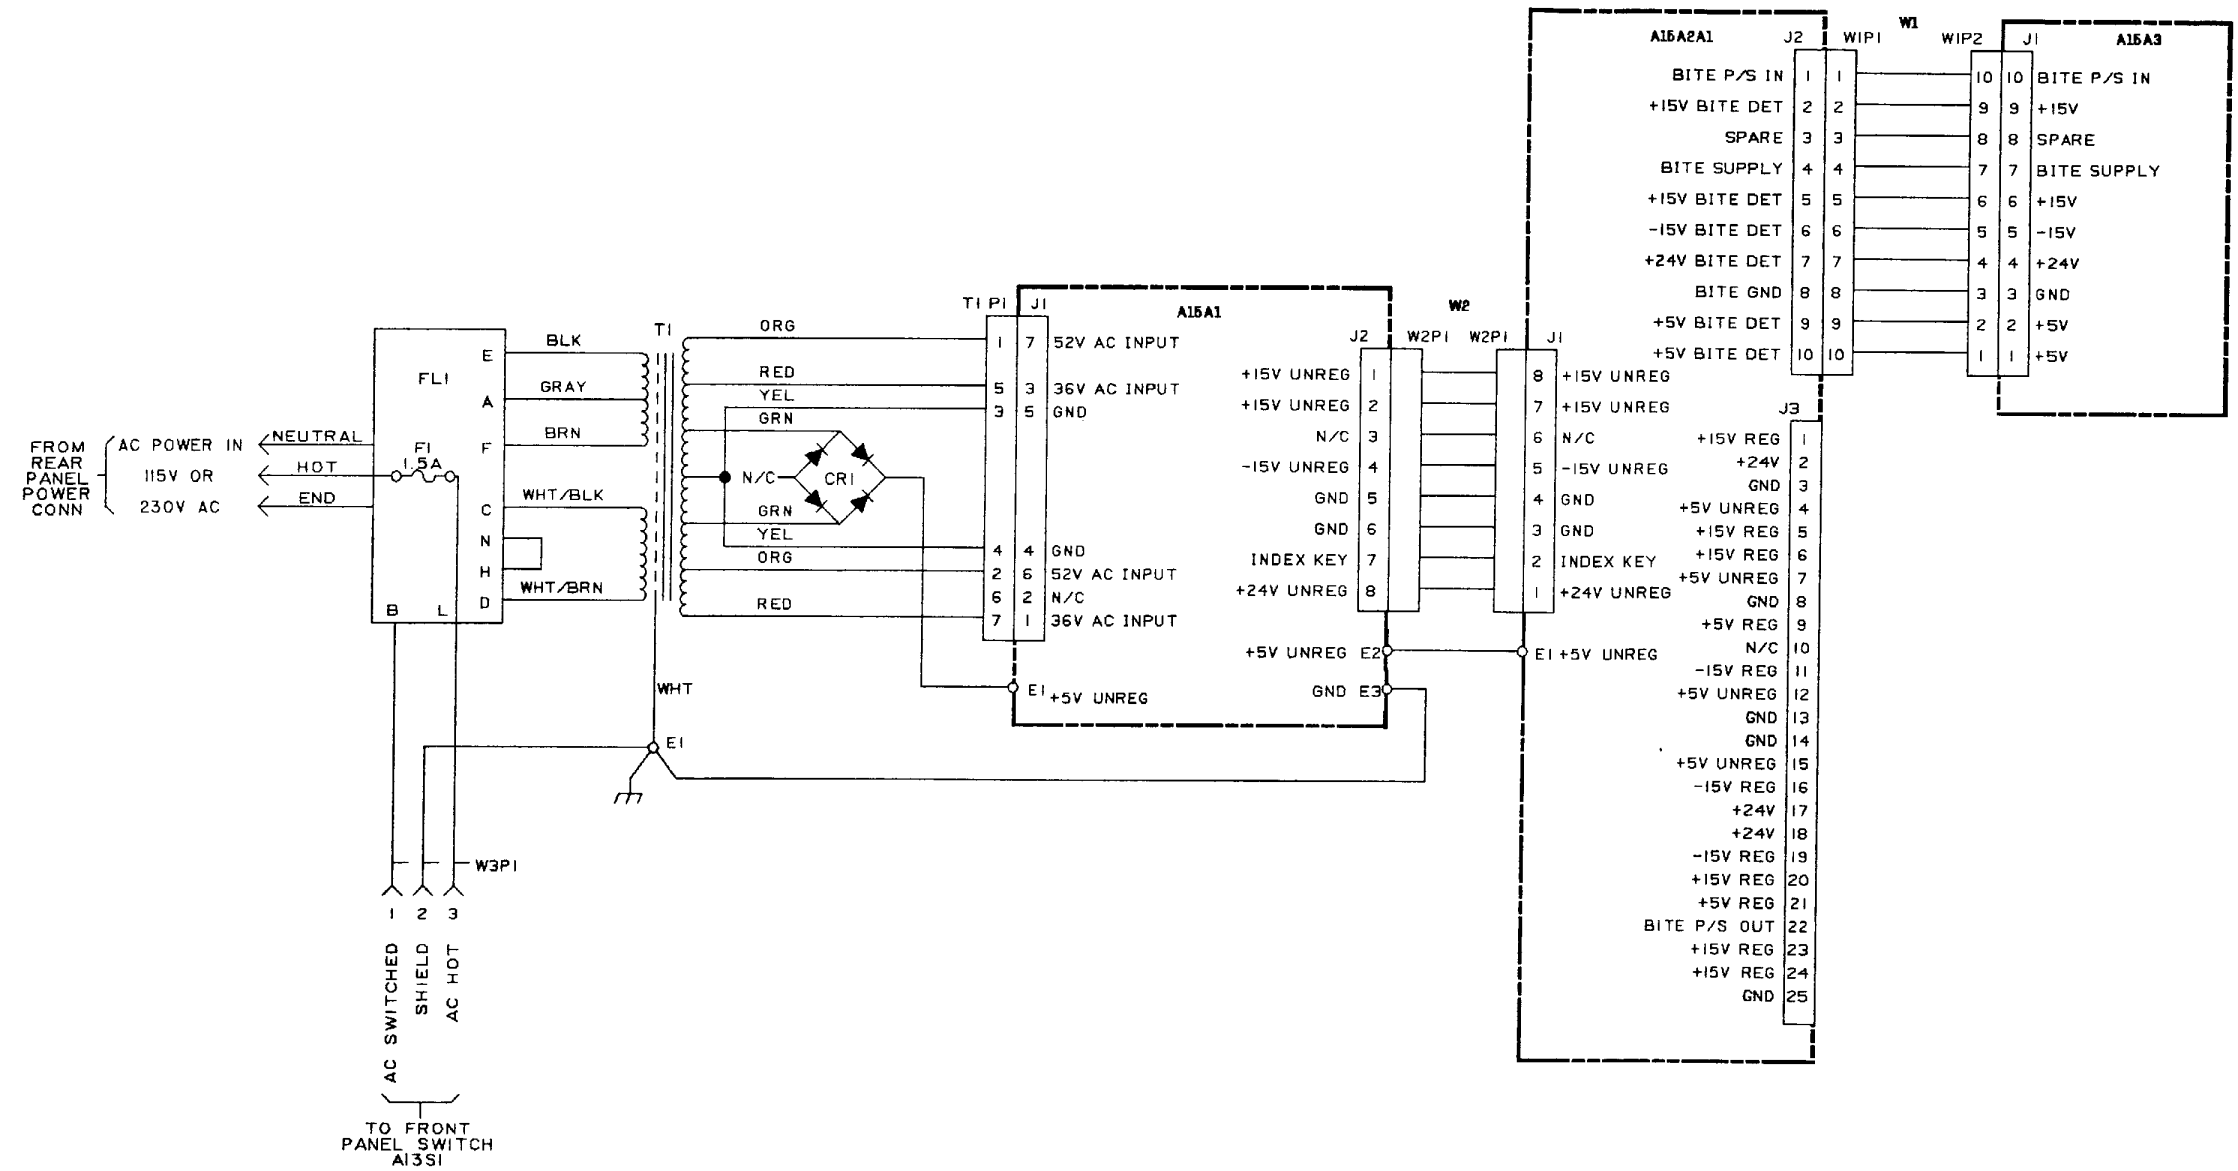 FROM
REAR
PANEL
POWER
CONN
AC POWER IN
115V OR
230V AC
NEUTRAL
HOT
END
FL1
F1
1.5A
E
A
F
C
N
H
D
B
L
BLK
GRAY
BRN
WHT/BLK
WHT/BRN
T1
WHT
E1
W3P1
1
2
3
AC SWITCHED
SHIELD
AC HOT
TO FRONT
PANEL SWITCH
A13S1
ORG
RED
YEL
GRN
N/C
CR1
GRN
YEL
ORG
RED
T1 P1 J1
A15A1
1 7 52V AC INPUT
5 3 36V AC INPUT
3 5 GND
4 4 GND
2 6 52V AC INPUT
6 2 N/C
7 1 36V AC INPUT
E1 +5V UNREG
J2 W2P1
+15V UNREG 1
+15V UNREG 2
N/C 3
-15V UNREG 4
GND 5
GND 6
INDEX KEY 7
+24V UNREG 8
+5V UNREG E2
GND E3
W2
W2P1 J1
8 +15V UNREG
7 +15V UNREG
6 N/C
5 -15V UNREG
4 GND
3 GND
2 INDEX KEY
1 +24V UNREG
E1 +5V UNREG
A15A2A1
J2 W1P1
BITE P/S IN 1 1
+15V BITE DET 2 2
SPARE 3 3
BITE SUPPLY 4 4
+15V BITE DET 5 5
-15V BITE DET 6 6
+24V BITE DET 7 7
BITE GND 8 8
+5V BITE DET 9 9
+5V BITE DET 10 10
W1
W1P2 J1
A15A3
10 10 BITE P/S IN
9 9 +15V
8 8 SPARE
7 7 BITE SUPPLY
6 6 +15V
5 5 -15V
4 4 +24V
3 3 GND
2 2 +5V
1 1 +5V
J3
+15V REG 1
+24V 2
GND 3
+5V UNREG 4
+15V REG 5
+15V REG 6
+5V UNREG 7
GND 8
+5V REG 9
N/C 10
-15V REG 11
+5V UNREG 12
GND 13
GND 14
+5V UNREG 15
-15V REG 16
+24V 17
+24V 18
-15V REG 19
+15V REG 20
+5V REG 21
BITE P/S OUT 22
+15V REG 23
+15V REG 24
GND 25